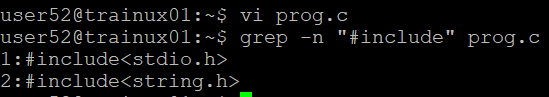 user52@trainux01:~$ vi prog.c
user52@trainux01:~$ grep -n "#include" prog.c
1:#include<stdio.h>
2:#include<string.h>